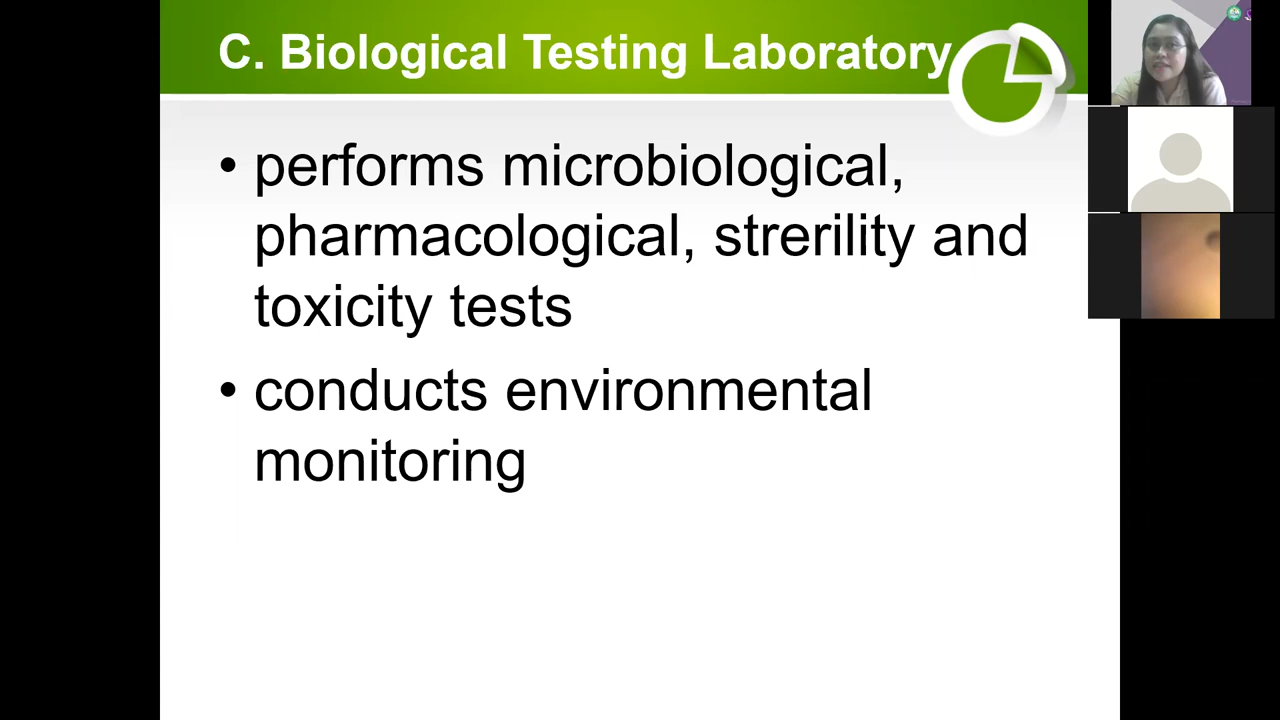 C. Biological Testing Laboratory
• performs microbiological,
pharmacological, strerility and
toxicity tests
• conducts environmental
monitoring